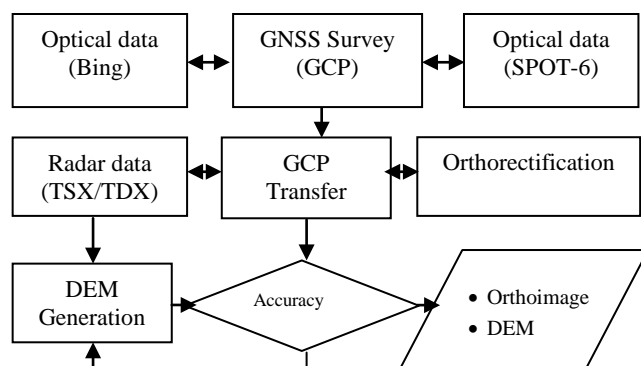 Optical data
(Bing)
GNSS Survey
(GCP)
Optical data
(SPOT-6)
Radar data
(TSX/TDX)
GCP
Transfer
Orthorectification
DEM
Generation
Accuracy
• Orthoimage
• DEM